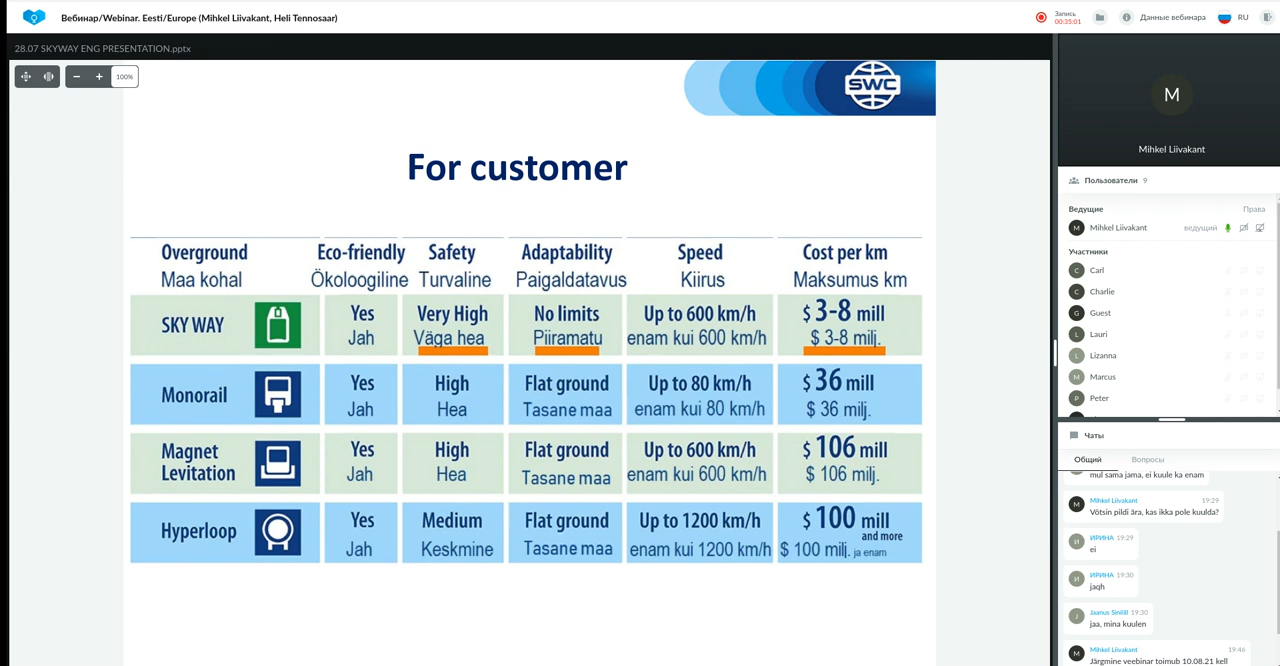 Вебинар/Webinar. Eesti/Europe (Mihkel Liivakant, Heli Tennosaar)
Запись
00:35:01
Данные вебинара
RU
28.07 SKYWAY ENG PRESENTATION.pptx
100%
SWC
For customer
Overground Eco-friendly Safety Adaptability Speed Cost per km
Maa kohal Ökoloogiline Turvaline Paigaldatavus Kiirus Maksumus km
SKY WAY
Yes Very High No limits Up to 600 km/h $ 3-8 mill
Jah Väga hea Piiramatu enam kui 600 km/h $ 3-8 milj.
Monorail
Yes High Flat ground Up to 80 km/h $ 36 mill
Jah Hea Tasane maa enam kui 80 km/h $ 36 milj.
Magnet
Levitation
Yes High Flat ground Up to 600 km/h $ 106 mill
Jah Hea Tasane maa enam kui 600 km/h $ 106 milj.
Hyperloop
Yes Medium Flat ground Up to 1200 km/h $ 100 mill
and more
Jah Keskmine Tasane maa enam kui 1200 km/h $ 100 milj. ja enam
M
Mihkel Liivakant
Пользователи 9
Ведущие Права
M Mihkel Liivakant ведущий
Участники
C Carl
C Charlie
G Guest
L Lauri
L Lizanna
M Marcus
P Peter
Чаты
Общий Вопросы
mul sama jama, ei kuule ka enam
M Mihkel Liivakant 19:29
Võtsin pildi ära, kas ikka pole kuulda?
И ИРИНА 19:29
ei
И ИРИНА 19:30
jaqh
J Jaanus Sinilill 19:30
jaa, mina kuulen
M Mihkel Liivakant 19:46
Järgmine veebinar toimub 10.08.21 kell